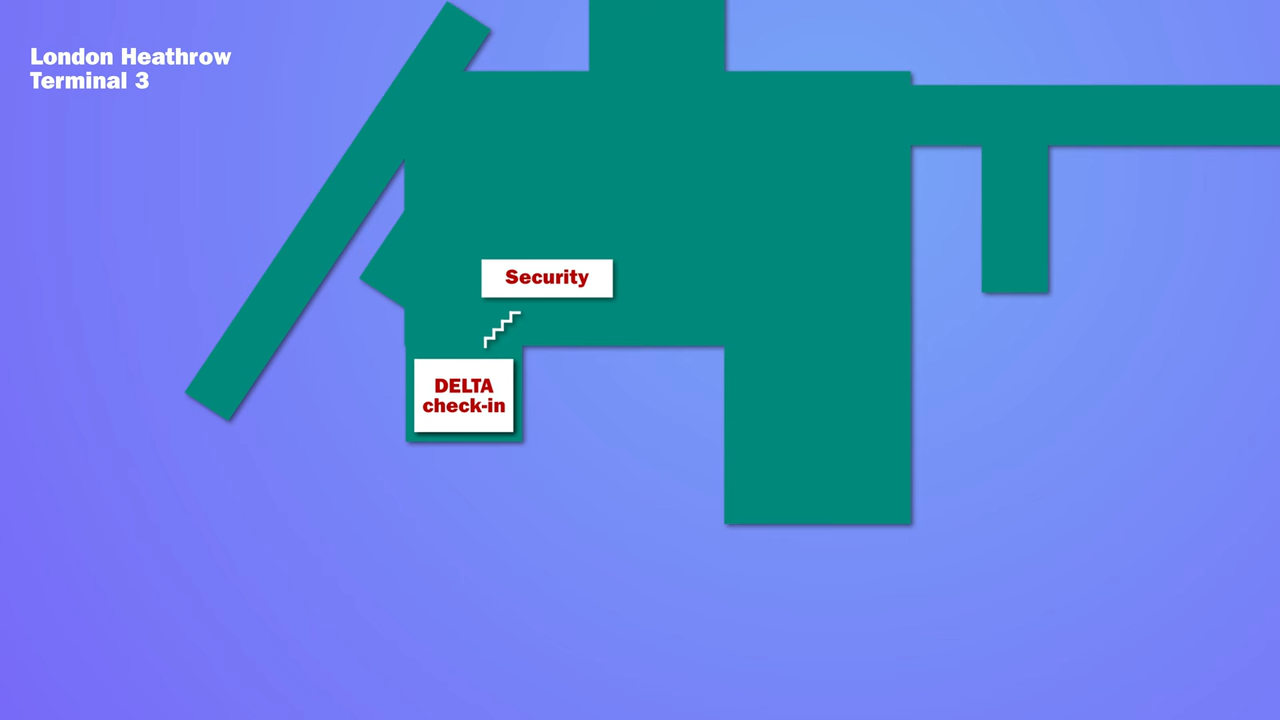 London Heathrow
Terminal 3
Security
DELTA
check-in